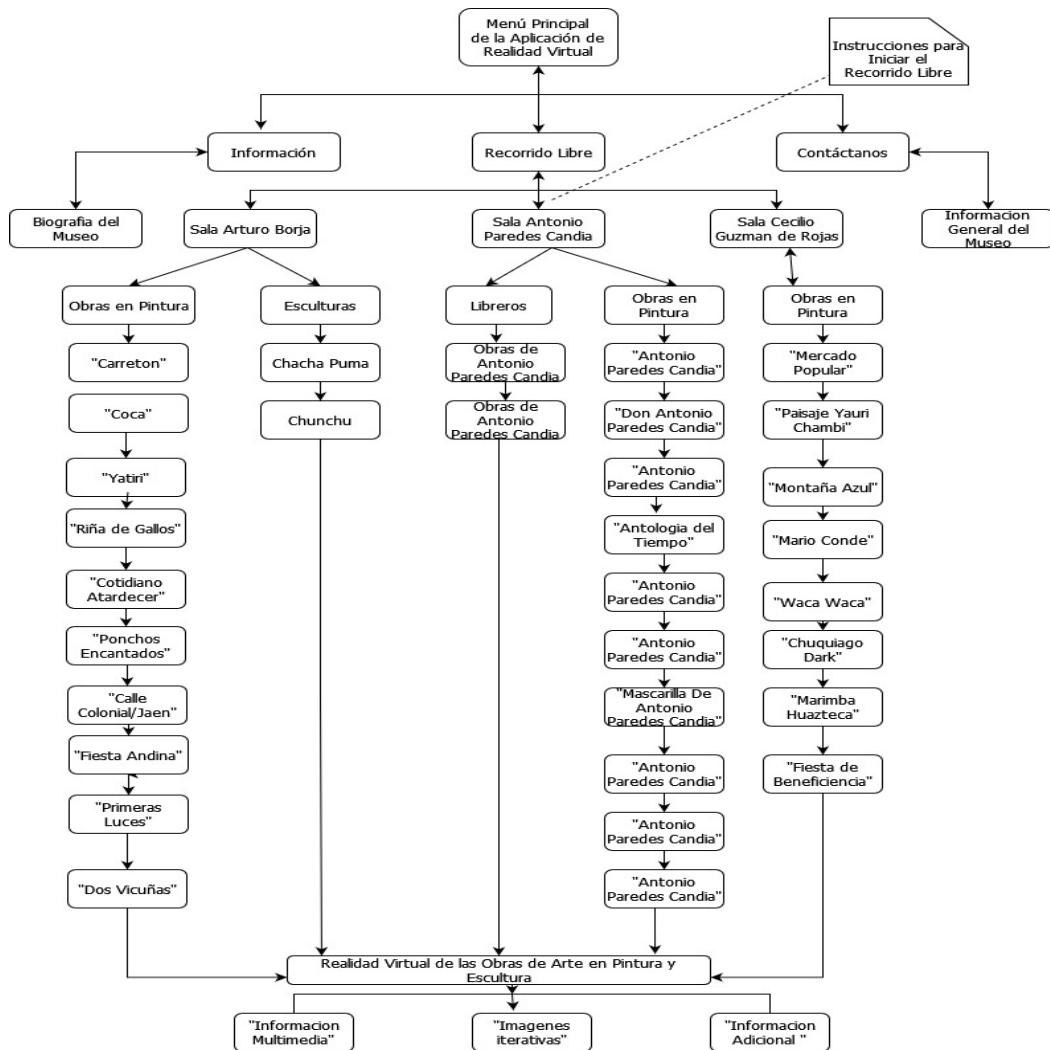 Menú Principal
de la Aplicación de
Realidad Virtual
Instrucciones para
Iniciar el
Recorrido Libre
Información
Recorrido Libre
Contáctanos
Biografia del
Museo
Sala Arturo Borja
Sala Antonio
Paredes Candia
Sala Cecilio
Guzman de Rojas
Informacion
General del
Museo
Obras en Pintura
"Carreton"
"Coca"
"Yatiri"
"Riña de Gallos"
"Cotidiano
Atardecer"
"Ponchos
Encantados"
"Calle
Colonial/Jaen"
"Fiesta Andina"
"Primeras
Luces"
"Dos Vicuñas"
Esculturas
Chacha Puma
Chunchu
Libreros
Obras de
Antonio
Paredes Candia
Obras de
Antonio
Paredes Candia
Obras en
Pintura
"Antonio
Paredes Candia"
"Don Antonio
Paredes Candia"
"Antonio
Paredes Candia"
"Antologia del
Tiempo"
"Antonio
Paredes Candia"
"Antonio
Paredes Candia"
"Mascarilla De
Antonio
Paredes Candia"
"Antonio
Paredes Candia"
"Antonio
Paredes Candia"
"Antonio
Paredes Candia"
Obras en
Pintura
"Mercado
Popular"
"Paisaje Yauri
Chambi"
"Montaña Azul"
"Mario Conde"
"Waca Waca"
"Chuquiago
Dark"
"Marimba
Huazteca"
"Fiesta de
Beneficiencia"
Realidad Virtual de las Obras de Arte en Pintura y
Escultura
"Informacion
Multimedia"
"Imagenes
iterativas"
"Informacion
Adicional "